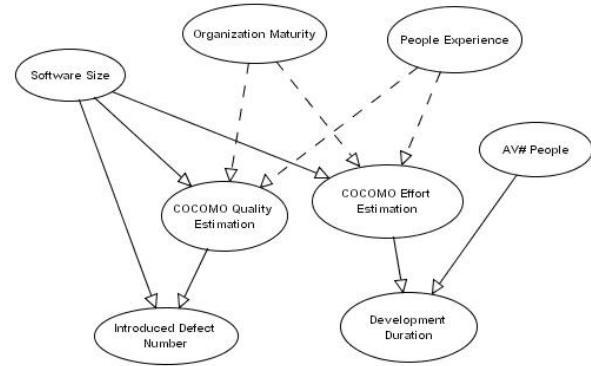 Organization Maturity
People Experience
Software Size
AV# People
COCOMO Quality
Estimation
COCOMO Effort
Estimation
Introduced Defect
Number
Development
Duration